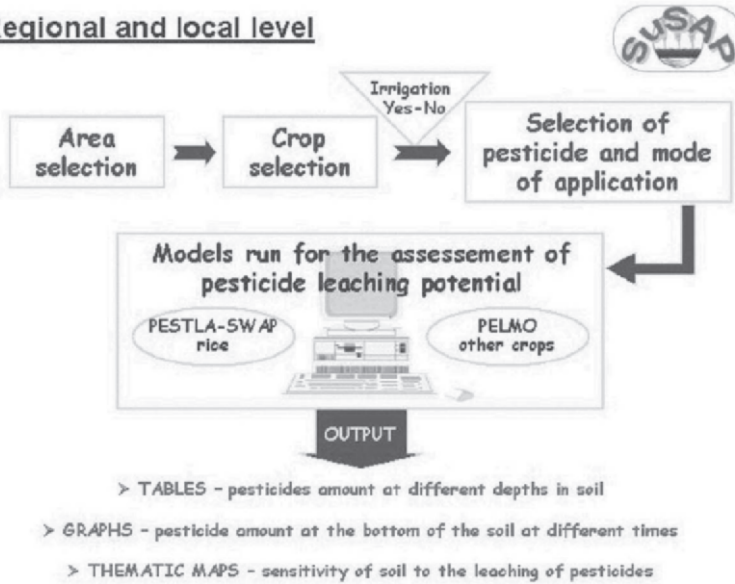 egional and local level
SuSAP
Irrigation
Yes-No
Area
selection
Crop
selection
Selection of
pesticide and mode
of application
Models run for the assessement of
pesticide leaching potential
PESTLA-SWAP
rice
PELMO
other crops
OUTPUT
➢ TABLES - pesticides amount at different depths in soil
➢ GRAPHS - pesticide amount at the bottom of the soil at different times
➢ THEMATIC MAPS - sensitivity of soil to the leaching of pesticides